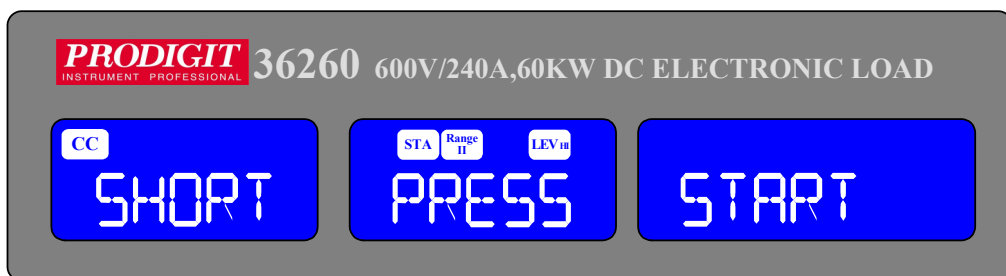 PRODIGIT
INSTRUMENT PROFESSIONAL
36260 600V/240A,60KW DC ELECTRONIC LOAD
CC
SHORT
STA Range II LEV HI
PRESS
START